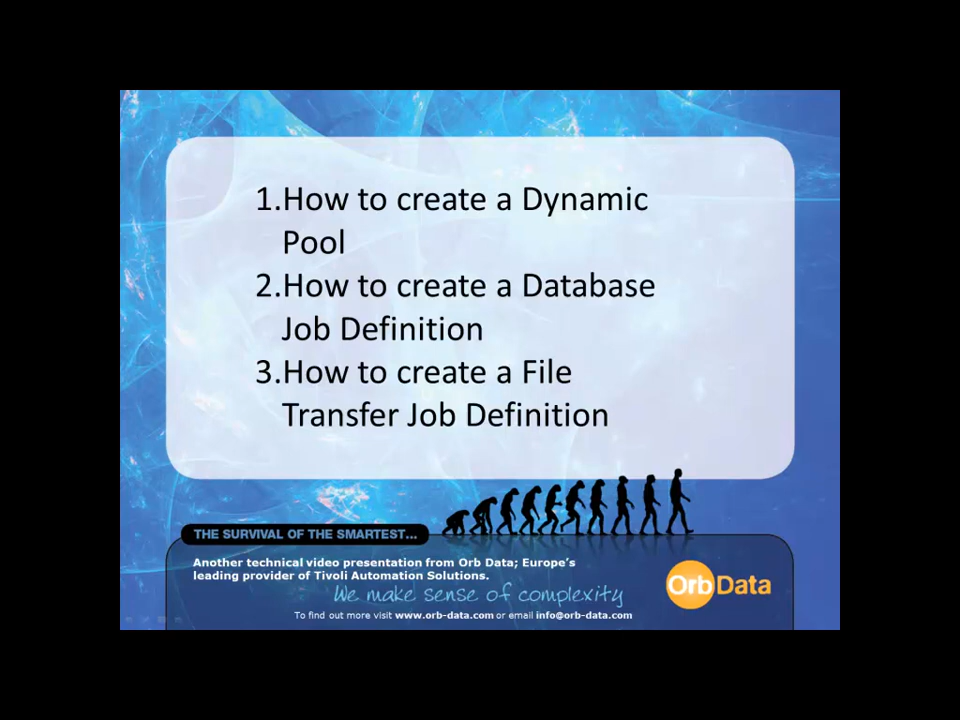 1.How to create a Dynamic
Pool
2.How to create a Database
Job Definition
3.How to create a File
Transfer Job Definition
THE SURVIVAL OF THE SMARTEST...
Another technical video presentation from Orb Data; Europe's
leading provider of Tivoli Automation Solutions.
We make sense of complexity
Orb Data
To find out more visit www.orb-data.com or email info@orb-data.com